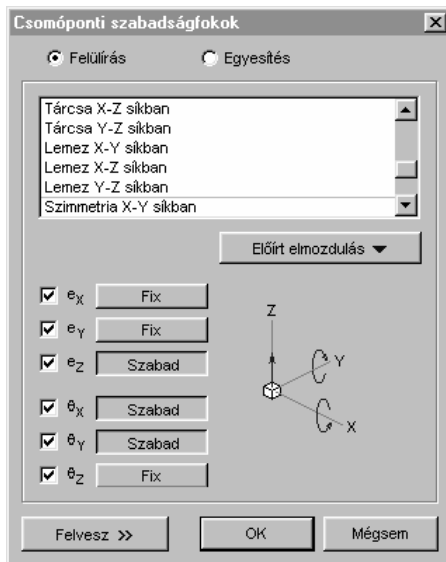 Csomóponti szabadságfokok
Felülírás Egyesítés
Tárcsa X-Z síkban
Tárcsa Y-Z síkban
Lemez X-Y síkban
Lemez X-Z síkban
Lemez Y-Z síkban
Szimmetria X-Y síkban
Előírt elmozdulás
eX Fix
eY Fix
eZ Szabad
θX Szabad
θY Szabad
θZ Fix
Z
Y
X
Felvesz >> OK Mégsem